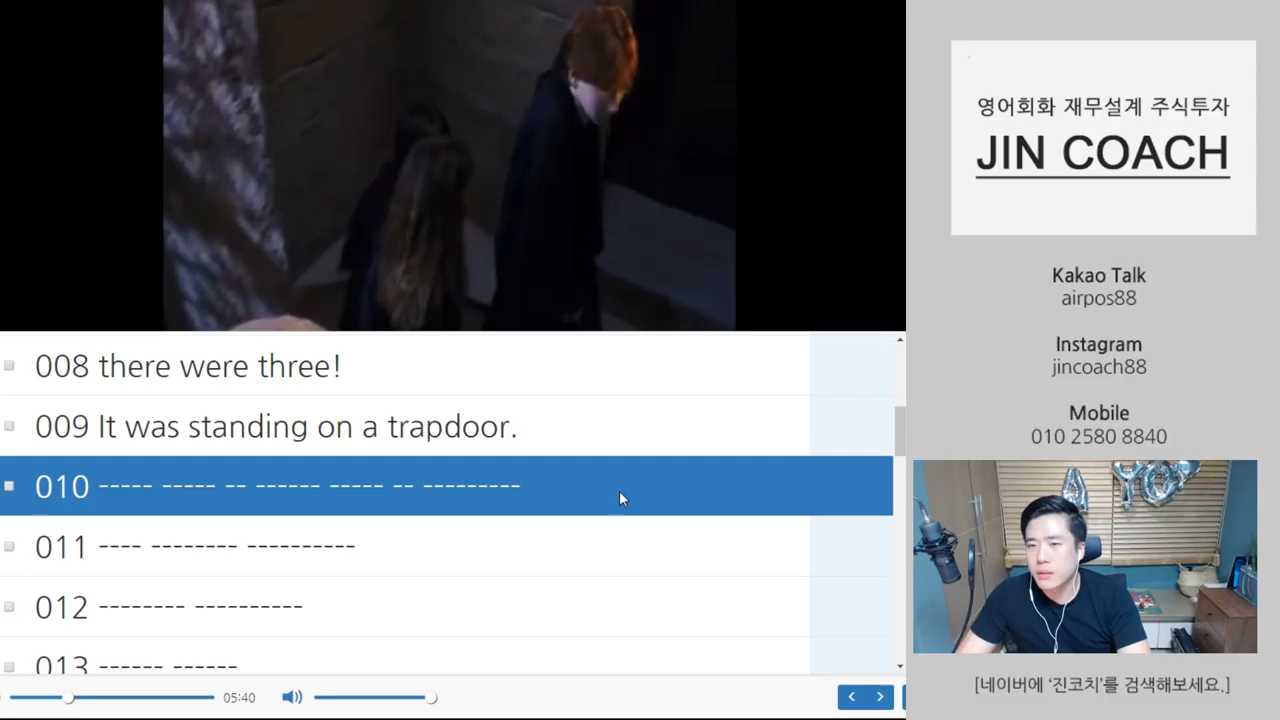 영어회화 재무설계 주식투자
JIN COACH
Kakao Talk
airpos88
Instagram
jincoach88
Mobile
010 2580 8840
008 there were three!
009 It was standing on a trapdoor.
010 ----- ----- -- ------ ----- -- ---------
011 ---- -------- ----------
012 -------- ----------
013 ------ ------
05:40
A YO
[네이버에 '진코치'를 검색해보세요.]